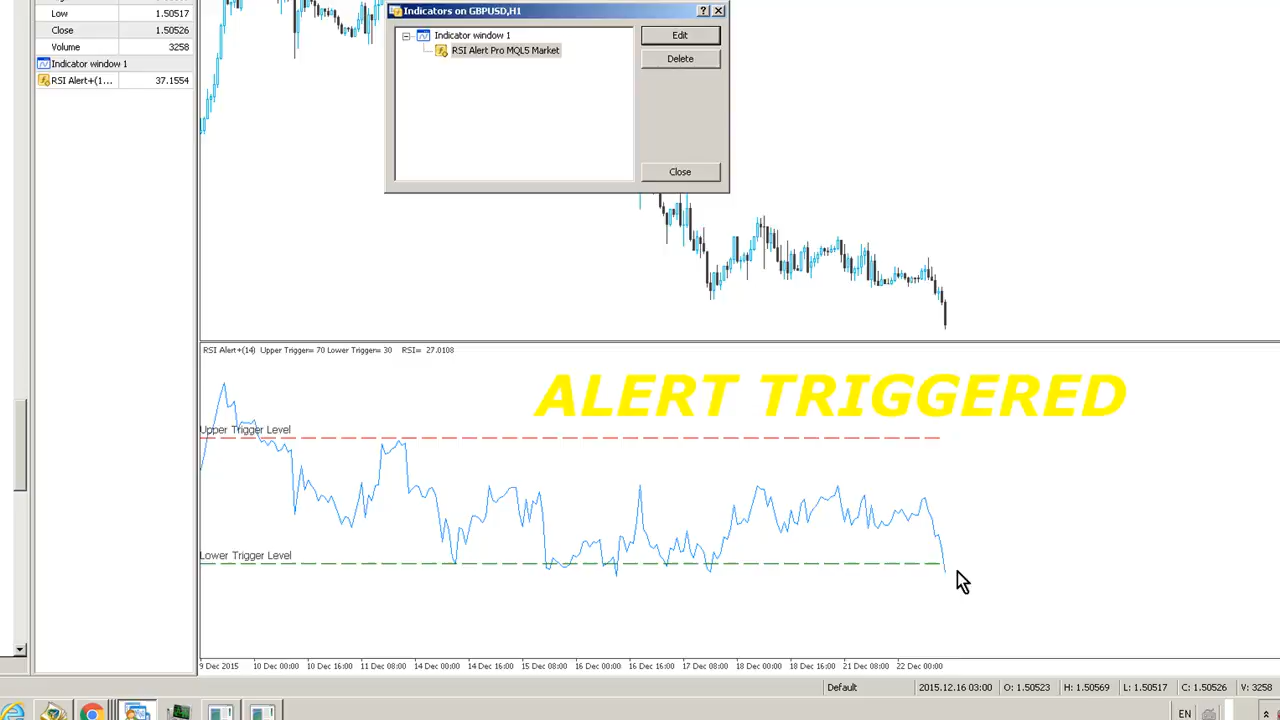 Low 1.50517
Close 1.50526
Volume 3258
Indicator window 1
RSI Alert+(1... 37.1554
Indicators on GBPUSD,H1
Indicator window 1
RSI Alert Pro MQL5 Market
Edit
Delete
Close
RSI Alert+(14) Upper Trigger= 70 Lower Trigger= 30 RSI= 27.0108
ALERT TRIGGERED
Upper Trigger Level
Lower Trigger Level
9 Dec 2015 10 Dec 00:00 10 Dec 16:00 11 Dec 08:00 14 Dec 00:00 14 Dec 16:00 15 Dec 08:00 16 Dec 00:00 16 Dec 16:00 17 Dec 08:00 18 Dec 00:00 18 Dec 16:00 21 Dec 08:00 22 Dec 00:00
Default 2015.12.16 03:00 O: 1.50523 H: 1.50569 L: 1.50517 C: 1.50526 V: 3258
EN